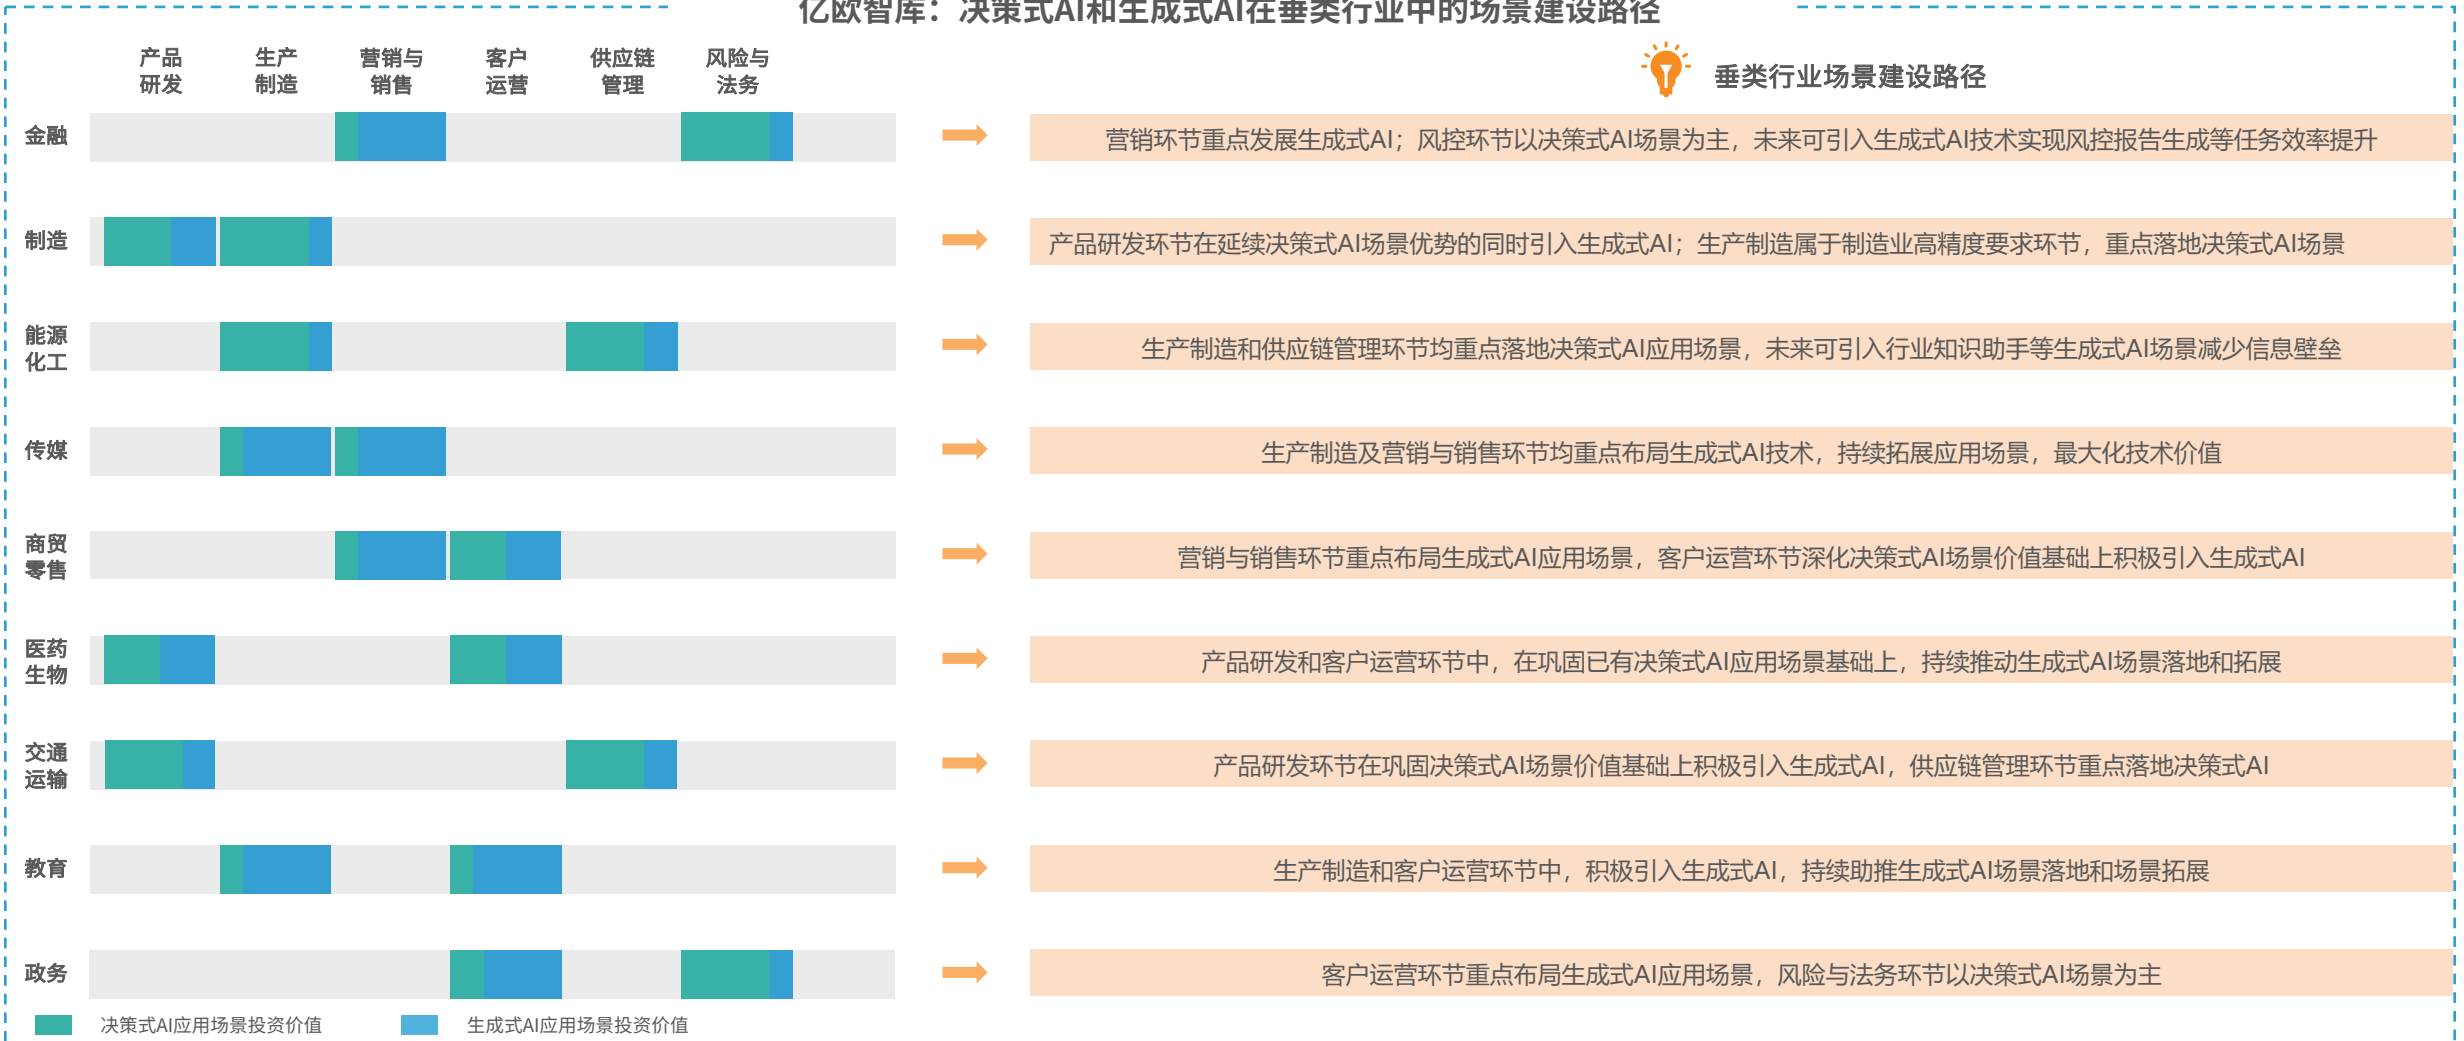 亿欧智库：决策式AI和生成式AI在垂类行业中的场景建设路径
产品
研发
生产
制造
营销与
销售
客户
运营
供应链
管理
风险与
法务
垂类行业场景建设路径
金融
营销环节重点发展生成式AI；风控环节以决策式AI场景为主，未来可引入生成式AI技术实现风控报告生成等任务效率提升
制造
产品研发环节在延续决策式AI场景优势的同时引入生成式AI；生产制造属于制造业高精度要求环节，重点落地决策式AI场景
能源
化工
生产制造和供应链管理环节均重点落地决策式AI应用场景，未来可引入行业知识助手等生成式AI场景减少信息壁垒
传媒
生产制造及营销与销售环节均重点布局生成式AI技术，持续拓展应用场景，最大化技术价值
商贸
零售
营销与销售环节重点布局生成式AI应用场景，客户运营环节深化决策式AI场景价值基础上积极引入生成式AI
医药
生物
产品研发和客户运营环节中，在巩固已有决策式AI应用场景基础上，持续推动生成式AI场景落地和拓展
交通
运输
产品研发环节在巩固决策式AI场景价值基础上积极引入生成式AI，供应链管理环节重点落地决策式AI
教育
生产制造和客户运营环节中，积极引入生成式AI，持续助推生成式AI场景落地和场景拓展
政务
客户运营环节重点布局生成式AI应用场景，风险与法务环节以决策式AI场景为主
决策式AI应用场景投资价值
生成式AI应用场景投资价值